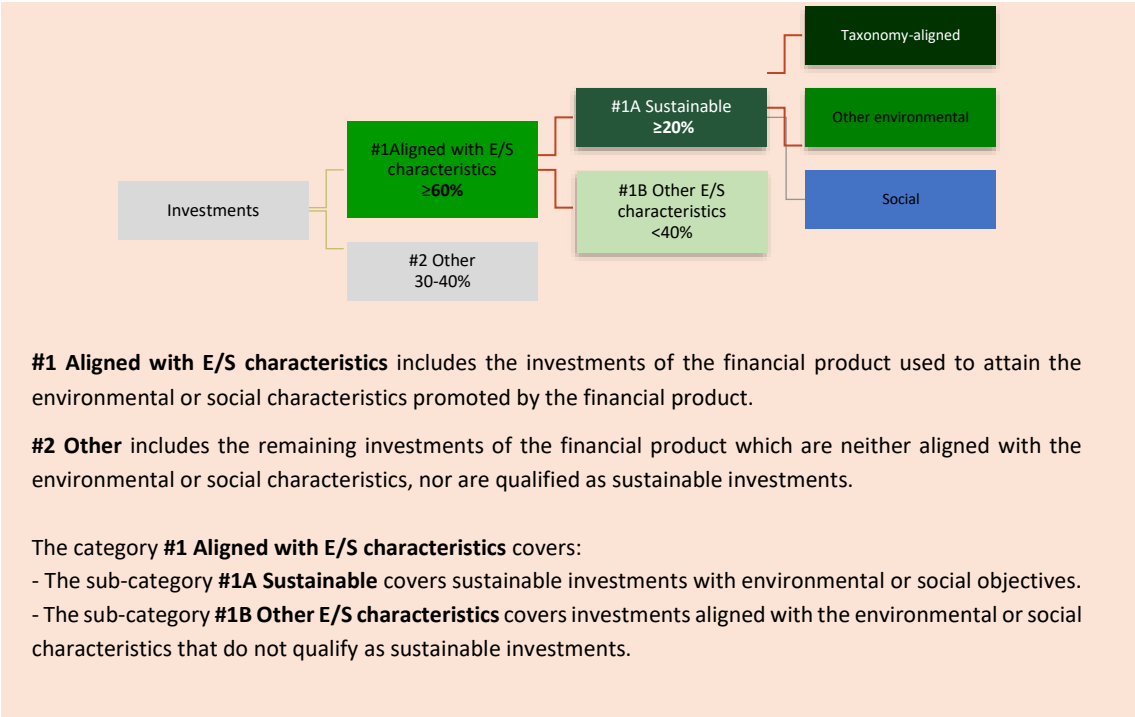 Taxonomy-aligned
#1A Sustainable
≥20%
Other environmental
#1Aligned with E/S
characteristics
≥60%
#1B Other E/S
characteristics
<40%
Social
Investments
#2 Other
30-40%
#1 Aligned with E/S characteristics includes the investments of the financial product used to attain the
environmental or social characteristics promoted by the financial product.
#2 Other includes the remaining investments of the financial product which are neither aligned with the
environmental or social characteristics, nor are qualified as sustainable investments.
The category #1 Aligned with E/S characteristics covers:
- The sub-category #1A Sustainable covers sustainable investments with environmental or social objectives.
- The sub-category #1B Other E/S characteristics covers investments aligned with the environmental or social
characteristics that do not qualify as sustainable investments.